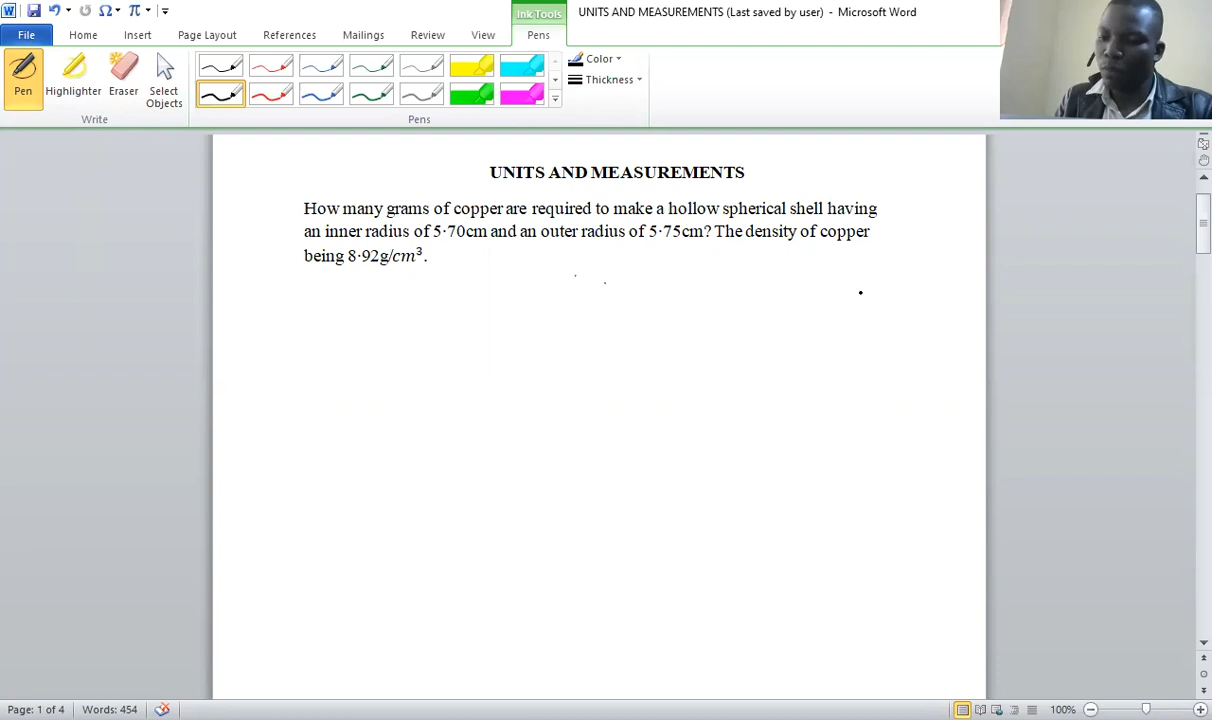 Ink Tools
UNITS AND MEASUREMENTS (Last saved by user) - Microsoft Word
File Home Insert Page Layout References Mailings Review View Pens
Pen Highlighter Eraser Select Objects
Color
Thickness
Write Pens
UNITS AND MEASUREMENTS
How many grams of copper are required to make a hollow spherical shell having
an inner radius of 5·70cm and an outer radius of 5·75cm? The density of copper
being 8·92g/cm³.
Page: 1 of 4 Words: 454 100%